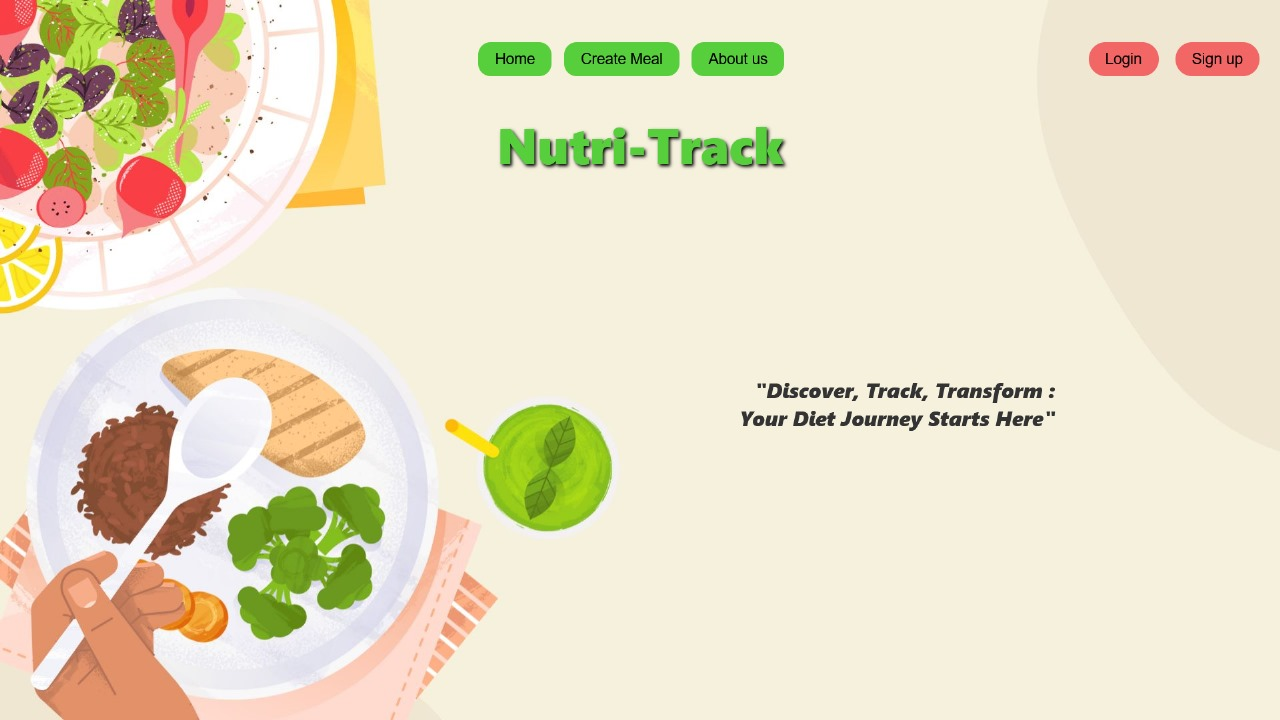 Home
Create Meal
About us
Login
Sign up
Nutri-Track
"Discover, Track, Transform :
Your Diet Journey Starts Here"